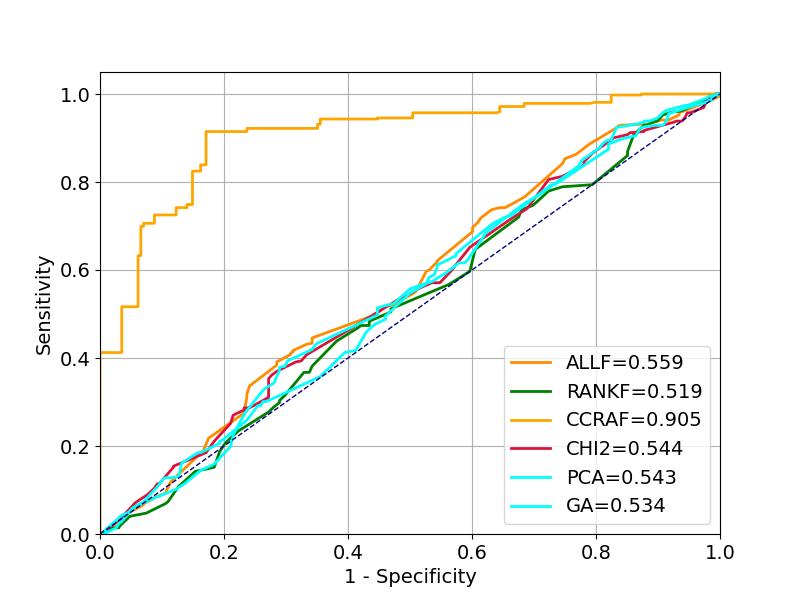 1.0
0.8
0.6
0.4
0.2
0.0
Sensitivity
ALLF=0.559
RANKF=0.519
CCRAF=0.905
CHI2=0.544
PCA=0.543
GA=0.534
0.0 0.2 0.4 0.6 0.8 1.0
1 - Specificity